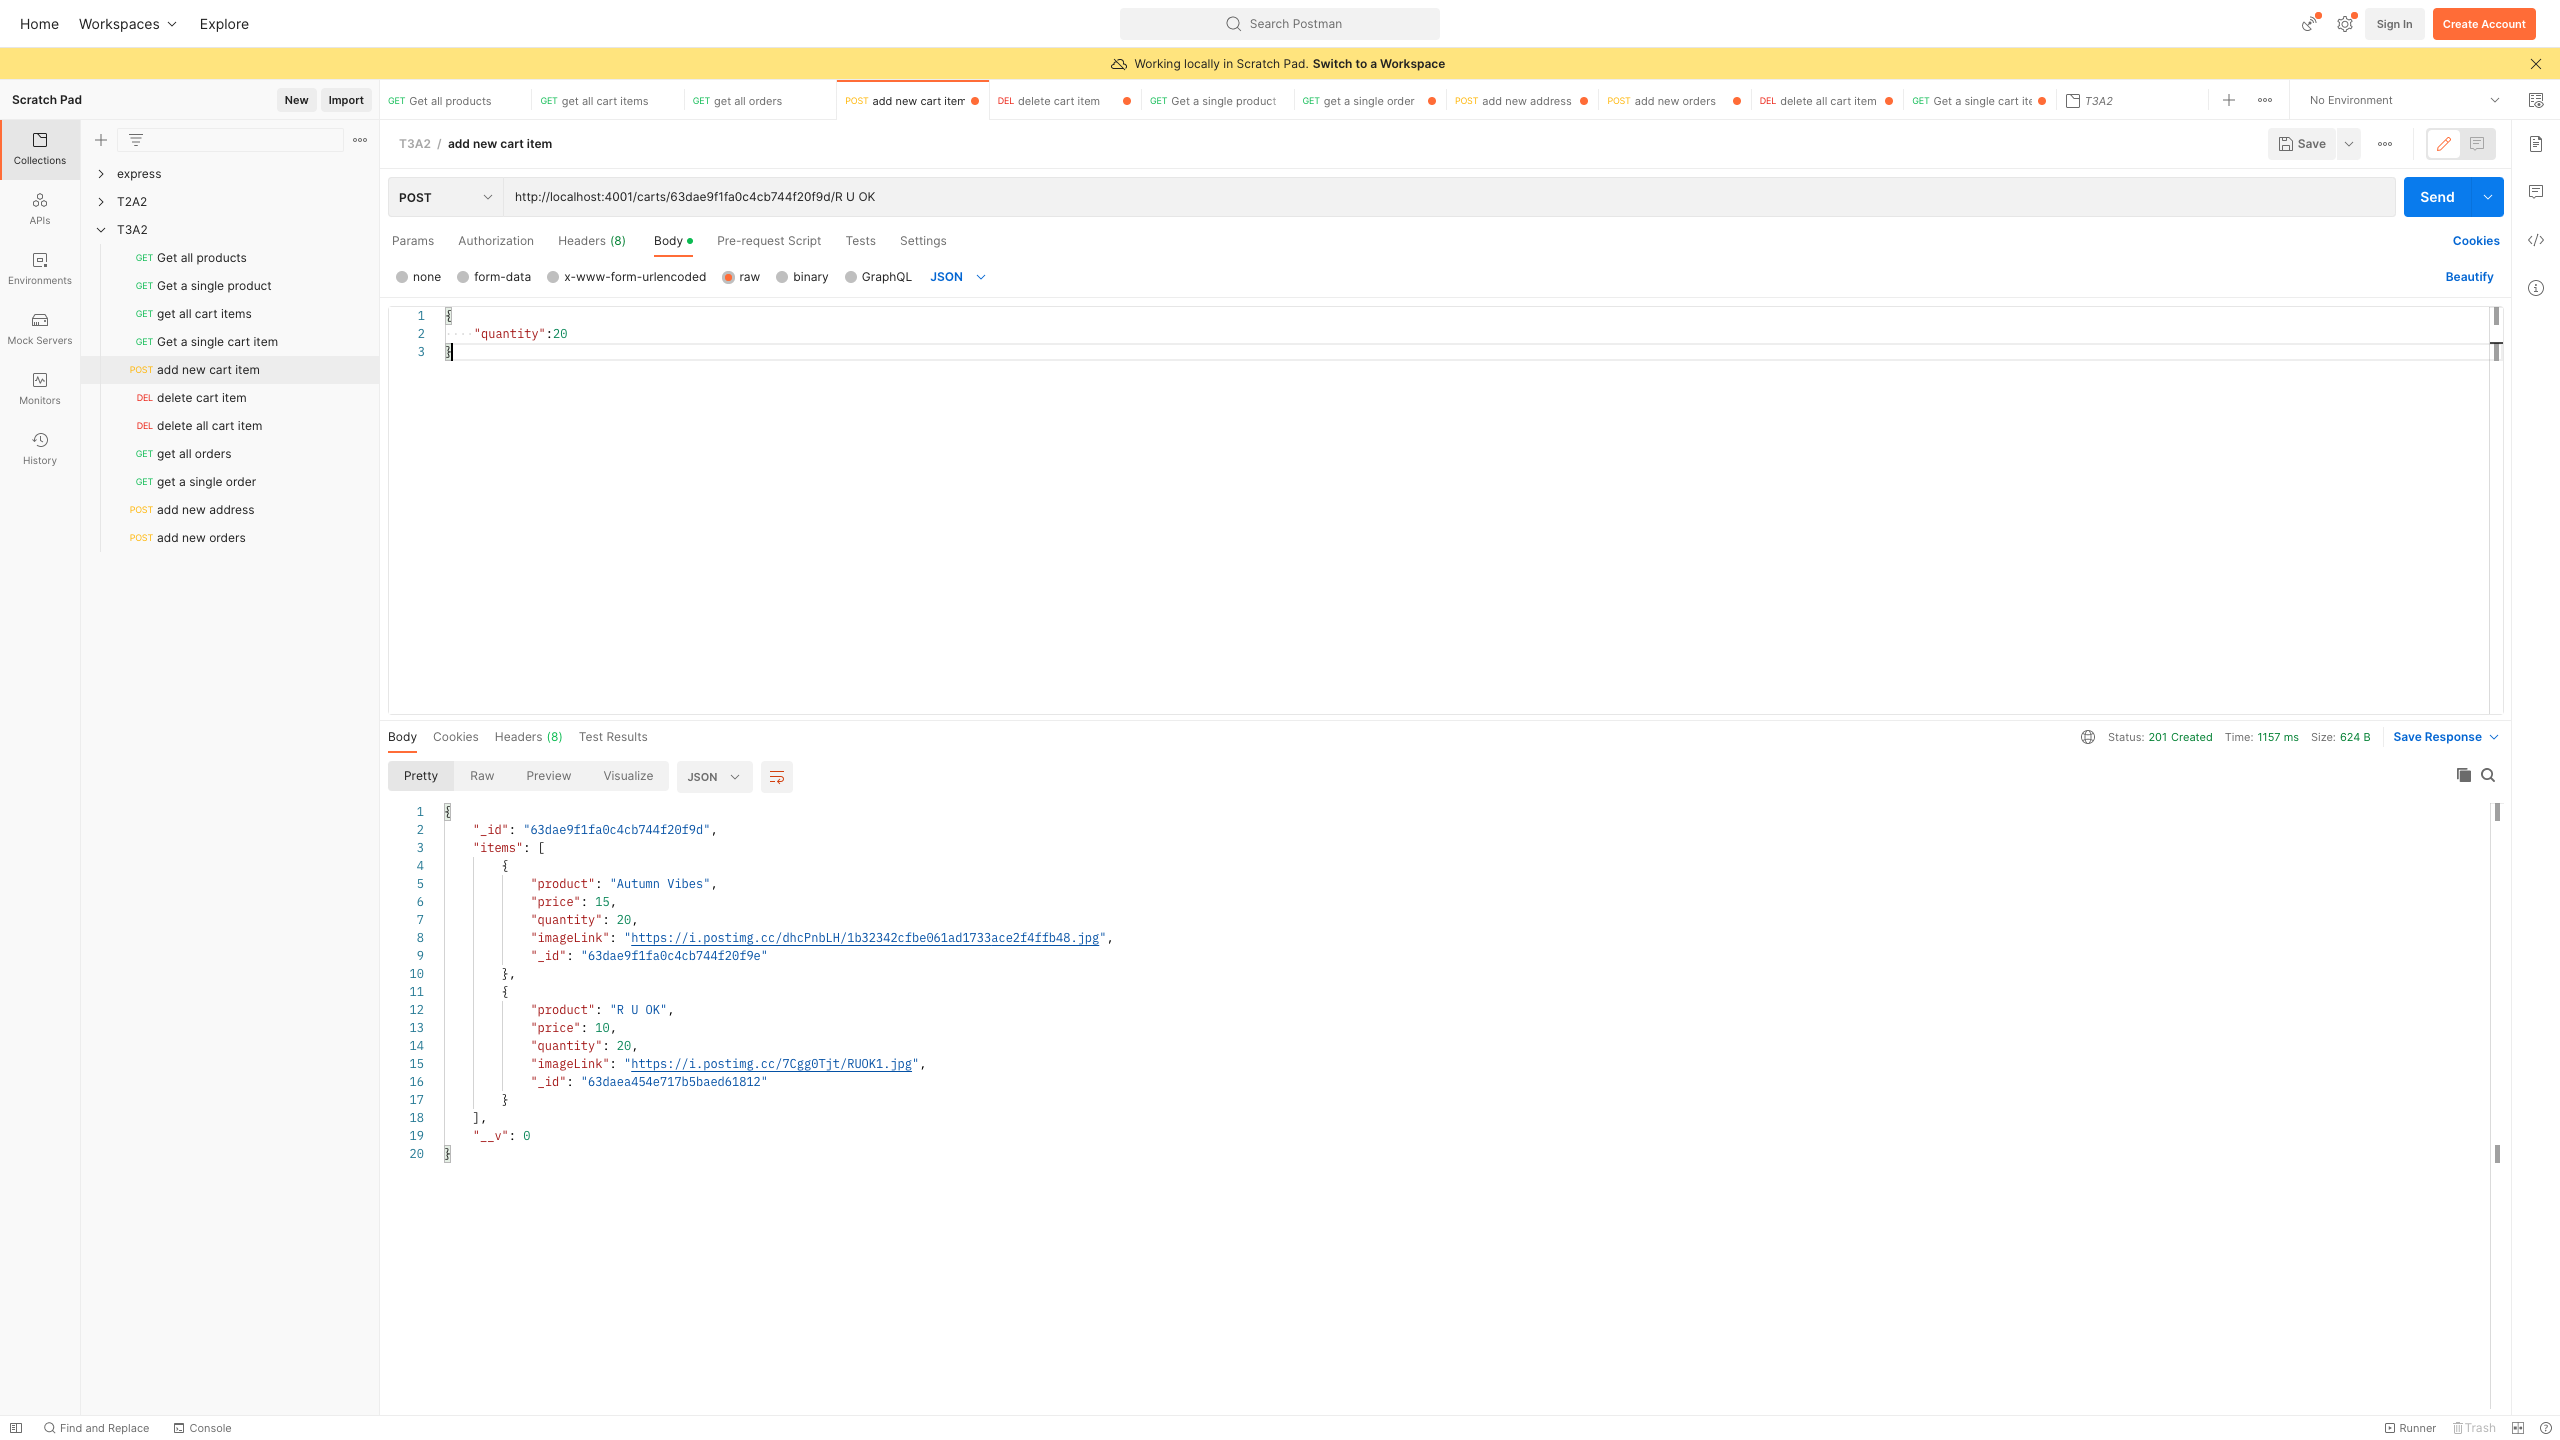 Home Workspaces Explore Search Postman Sign In Create Account
Working locally in Scratch Pad. Switch to a Workspace
Scratch Pad New Import GET Get all products GET get all cart items GET get all orders POST add new cart item DEL delete cart item GET Get a single product GET get a single order POST add new address POST add new orders DEL delete all cart item GET Get a single cart ite T3A2 No Environment
Collections
APIs
Environments
Mock Servers
Monitors
History
express
T2A2
T3A2
GET Get all products
GET Get a single product
GET get all cart items
GET Get a single cart item
POST add new cart item
DEL delete cart item
DEL delete all cart item
GET get all orders
GET get a single order
POST add new address
POST add new orders
T3A2 / add new cart item Save
POST http://localhost:4001/carts/63dae9f1fa0c4cb744f20f9d/R U OK Send
Params Authorization Headers (8) Body Pre-request Script Tests Settings Cookies
none form-data x-www-form-urlencoded raw binary GraphQL JSON Beautify
1 {
2 "quantity":20
3 }
Body Cookies Headers (8) Test Results Status: 201 Created Time: 1157 ms Size: 624 B Save Response
Pretty Raw Preview Visualize JSON
1 {
2 "_id": "63dae9f1fa0c4cb744f20f9d",
3 "items": [
4 {
5 "product": "Autumn Vibes",
6 "price": 15,
7 "quantity": 20,
8 "imageLink": "https://i.postimg.cc/dhcPnbLH/1b32342cfbe061ad1733ace2f4ffb48.jpg",
9 "_id": "63dae9f1fa0c4cb744f20f9e"
10 },
11 {
12 "product": "R U OK",
13 "price": 10,
14 "quantity": 20,
15 "imageLink": "https://i.postimg.cc/7Cgg0Tjt/RUOK1.jpg",
16 "_id": "63daea454e717b5baed61812"
17 }
18 ],
19 "__v": 0
20 }
Find and Replace Console Runner Trash